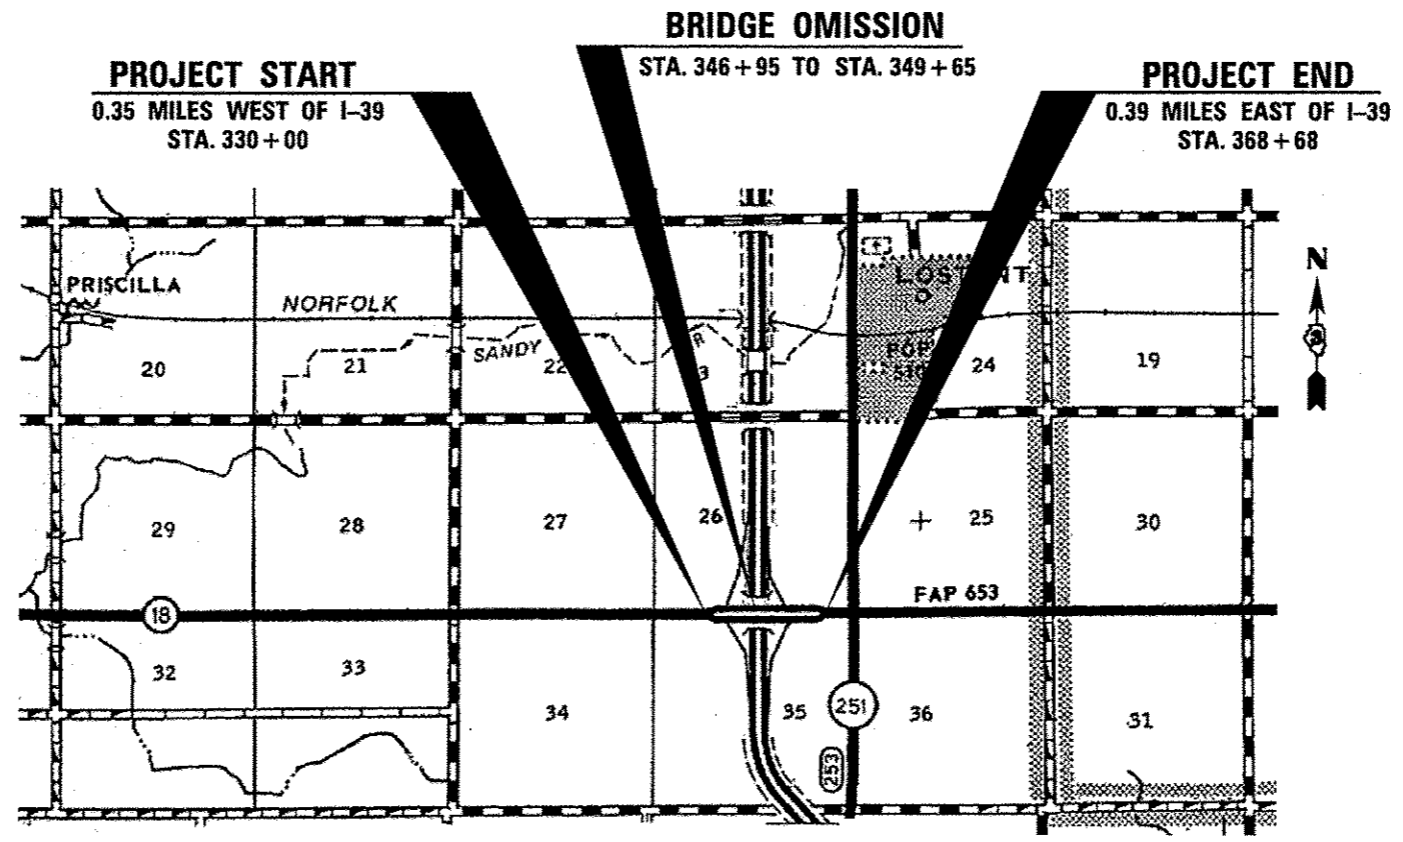 BRIDGE OMISSION
STA. 346+95 TO STA. 349+65
PROJECT START
0.35 MILES WEST OF I-39
STA. 330+00
PROJECT END
0.39 MILES EAST OF I-39
STA. 368+68
N
PRISCILLA
NORFOLK
SANDY
R
20
21
22
24
19
29
28
27
26
25
30
FAP 653
18
32
33
34
35
251
36
31
253